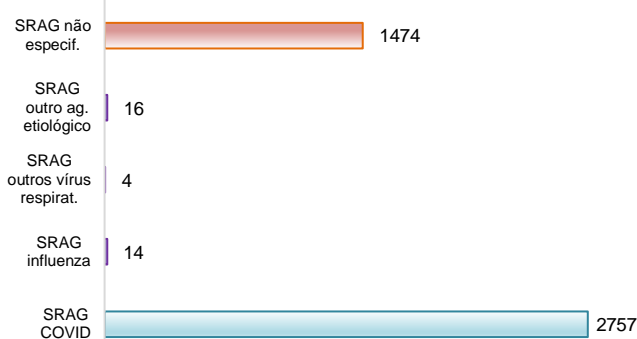 SRAG não
especif.
1474
SRAG
outro ag.
etiológico
16
SRAG
outros vírus
respirat.
4
SRAG
influenza
14
SRAG
COVID
2757